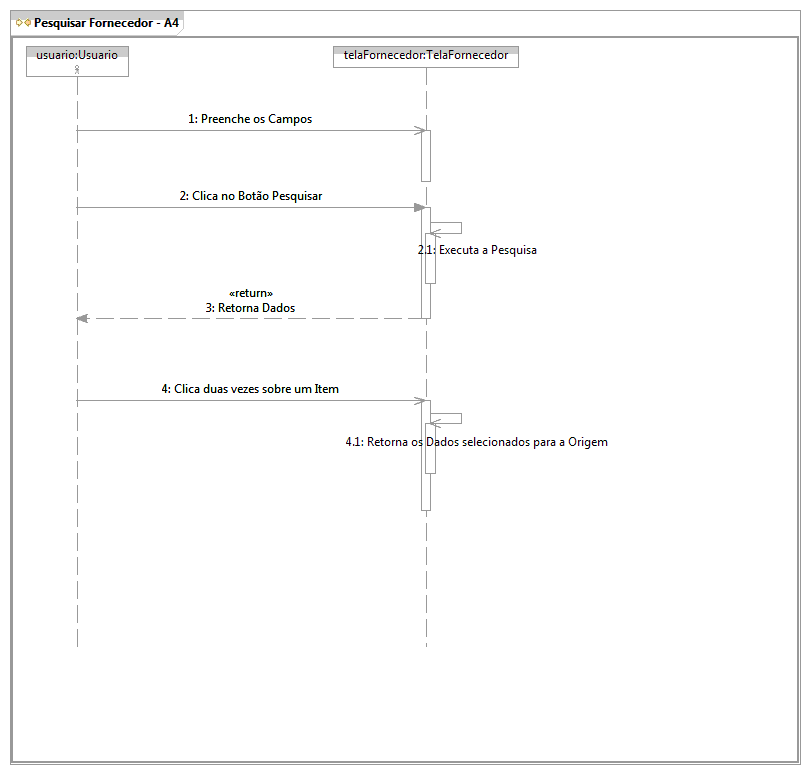 Pesquisar Fornecedor - A4
usuario:Usuario
telaFornecedor:TelaFornecedor
1: Preenche os Campos
2: Clica no Botão Pesquisar
2.1: Executa a Pesquisa
«return»
3: Retorna Dados
4: Clica duas vezes sobre um Item
4.1: Retorna os Dados selecionados para a Origem